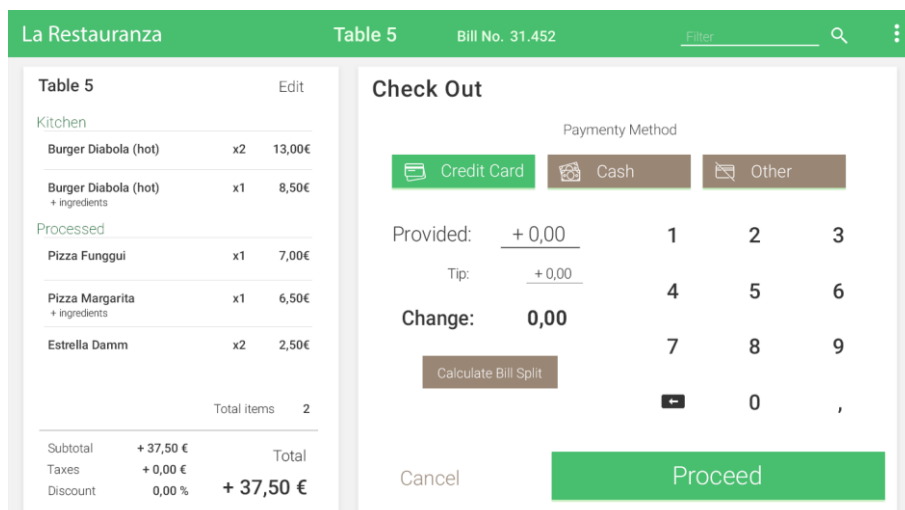 La Restauranza Table 5 Bill No. 31.452 Filter
Table 5 Edit
Kitchen
Burger Diabola (hot) x2 13,00€
Burger Diabola (hot) x1 8,50€
+ ingredients
Processed
Pizza Funggui x1 7,00€
Pizza Margarita x1 6,50€
+ ingredients
Estrella Damm x2 2,50€
Total items 2
Subtotal + 37,50 €
Taxes + 0,00 €
Discount 0,00 %
Total
+ 37,50 €
Check Out
Paymenty Method
Credit Card Cash Other
Provided: + 0,00
Tip: + 0,00
Change: 0,00
Calculate Bill Split
1 2 3
4 5 6
7 8 9
0 ,
Cancel Proceed